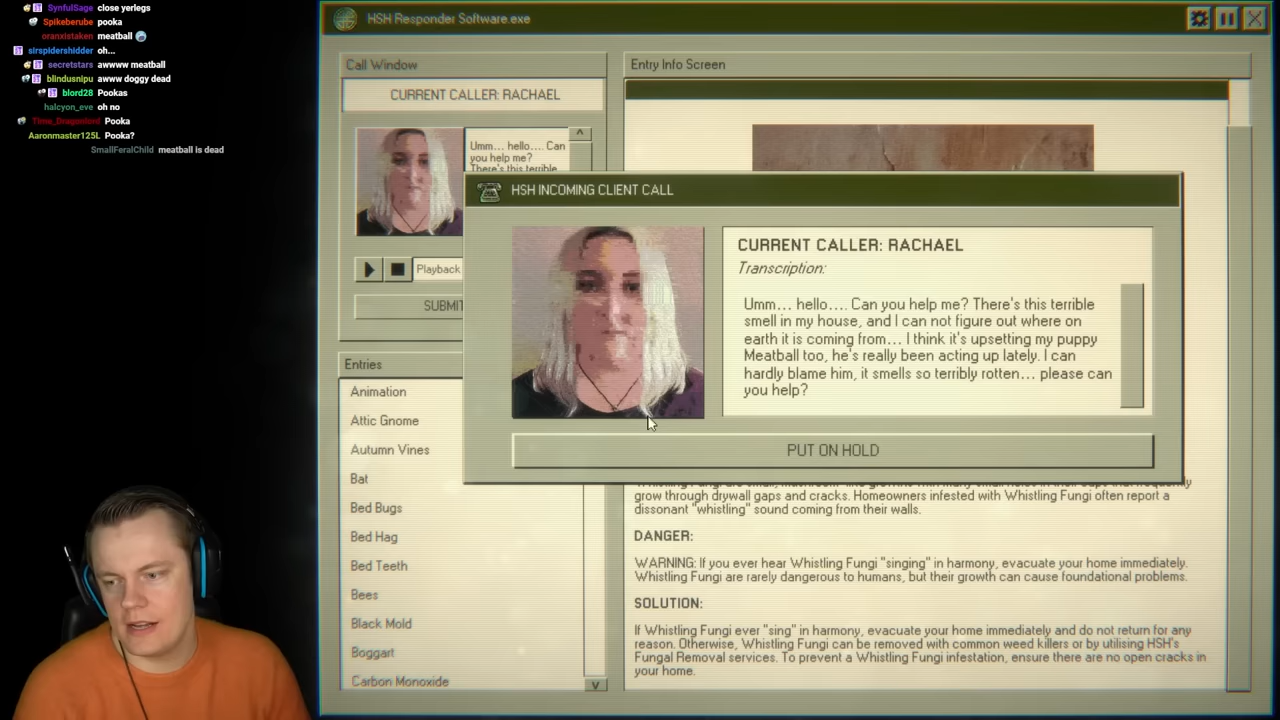 SynfulSage close yerlegs
Spikeberube pooka
oranxistaken meatball
sirspidershidder oh...
secretstars awwww meatball
blindusnipu awww doggy dead
blord28 Pookas
halcyon_eve oh no
Time_Dragonlord Pooka?
Aaronmaster125L Pooka?
SmallFeralChild meatball is dead
HSH Responder Software.exe
Call Window
CURRENT CALLER: RACHAEL
Umm... hello.... Can
you help me?
There's this terrible
Playback
SUBMIT
Entries
Animation
Attic Gnome
Autumn Vines
Bat
Bed Bugs
Bed Hag
Bed Teeth
Bees
Black Mold
Boggart
Carbon Monoxide
Entry Info Screen
HSH INCOMING CLIENT CALL
CURRENT CALLER: RACHAEL
Transcription:
Umm... hello.... Can you help me? There's this terrible
smell in my house, and I can not figure out where on
earth it is coming from... I think it's upsetting my puppy
Meatball too, he's really been acting up lately. I can
hardly blame him, it smells so terribly rotten... please can
you help?
PUT ON HOLD
grow through drywall gaps and cracks. Homeowners infested with Whistling Fungi often report a
dissonant "whistling" sound coming from their walls.
DANGER:
WARNING: If you ever hear Whistling Fungi "singing" in harmony, evacuate your home immediately.
Whistling Fungi are rarely dangerous to humans, but their growth can cause foundational problems.
SOLUTION:
If Whistling Fungi ever "sing" in harmony, evacuate your home immediately and do not return for any
reason. Otherwise, Whistling Fungi can be removed with common weed killers or by utilising HSH's
Fungal Removal services. To prevent a Whistling Fungi infestation, ensure there are no open cracks in
your home.